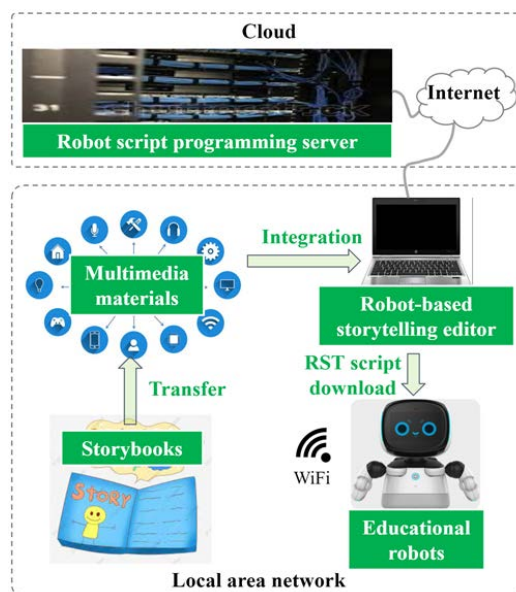 Cloud
31
Internet
Robot script programming server
Integration
Multimedia
materials
Robot-based
storytelling editor
RST script
download
Transfer
Storybooks
STORY
WiFi
Educational
robots
Local area network